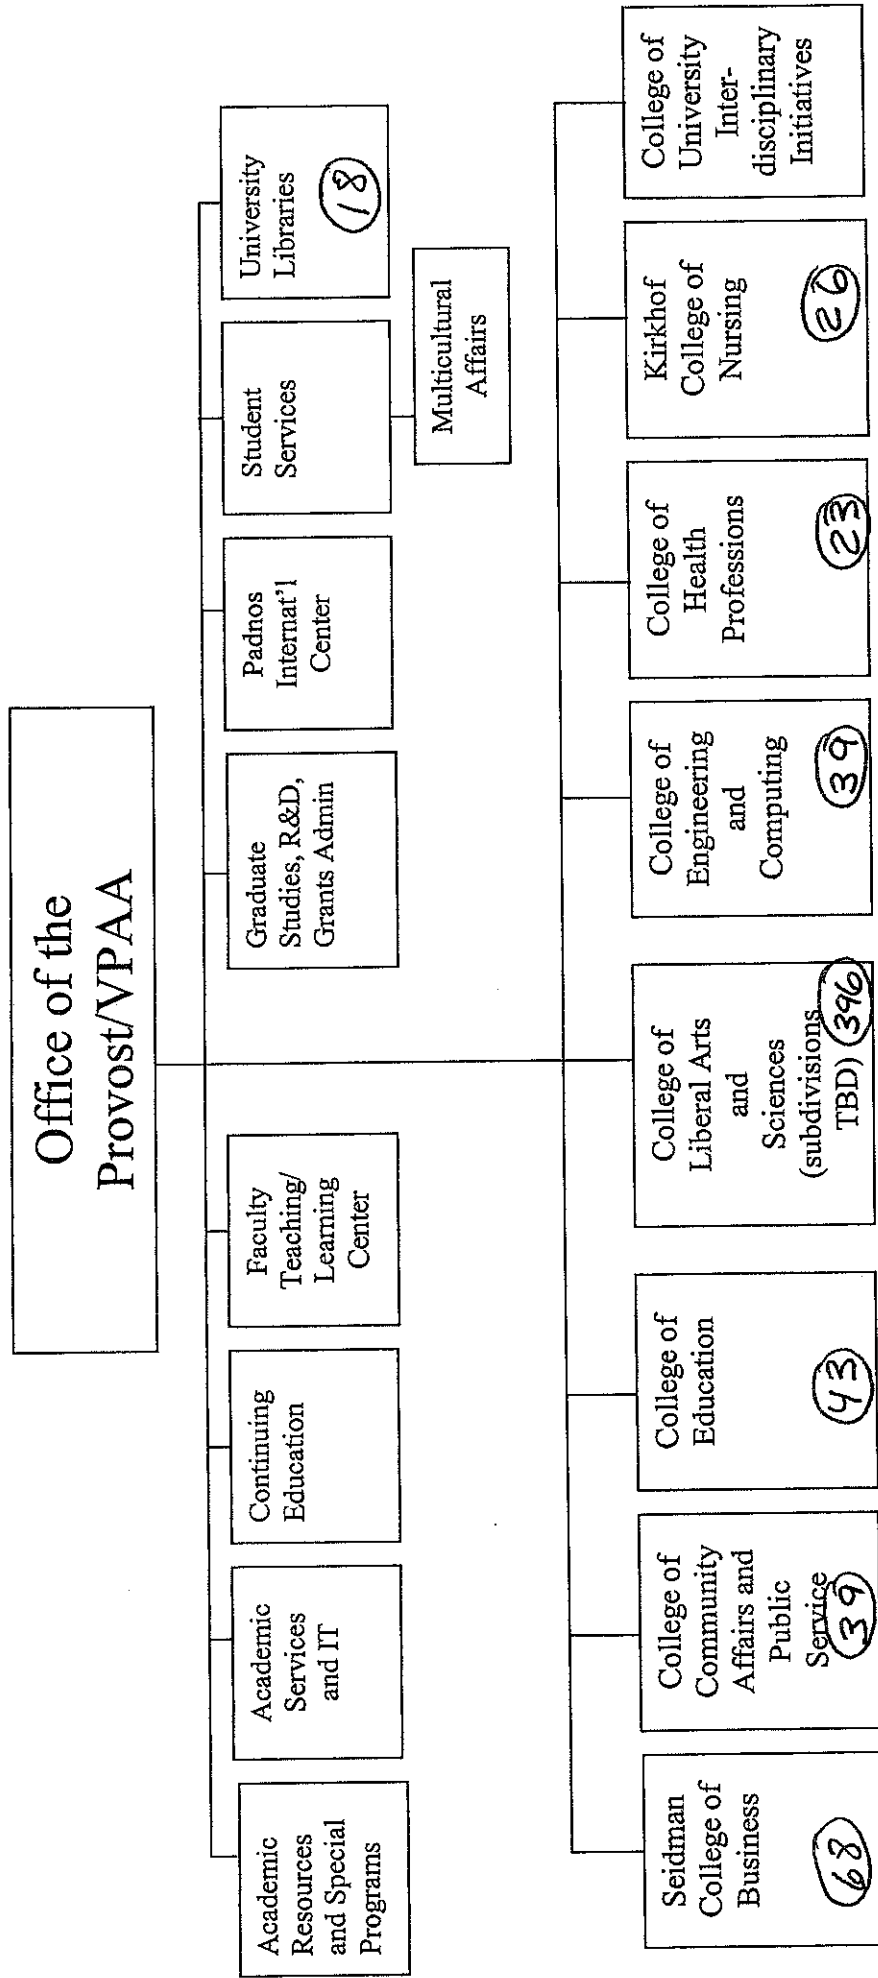 Office of the
Provost/VPAA
Academic
Resources
and Special
Programs
Academic
Services
and IT
Continuing
Education
Faculty
Teaching/
Learning
Center
Graduate
Studies, R&D,
Grants Admin
Padnos
Internat'l
Center
Student
Services
University
Libraries
18
Multicultural
Affairs
Seidman
College of
Business
68
College of
Community
Affairs and
Public
Service
39
College of
Education
43
College of
Liberal Arts
and
Sciences
(subdivisions
TBD) 396
College of
Engineering
and
Computing
39
College of
Health
Professions
23
Kirkhof
College of
Nursing
26
College of
University
Inter-
disciplinary
Initiatives